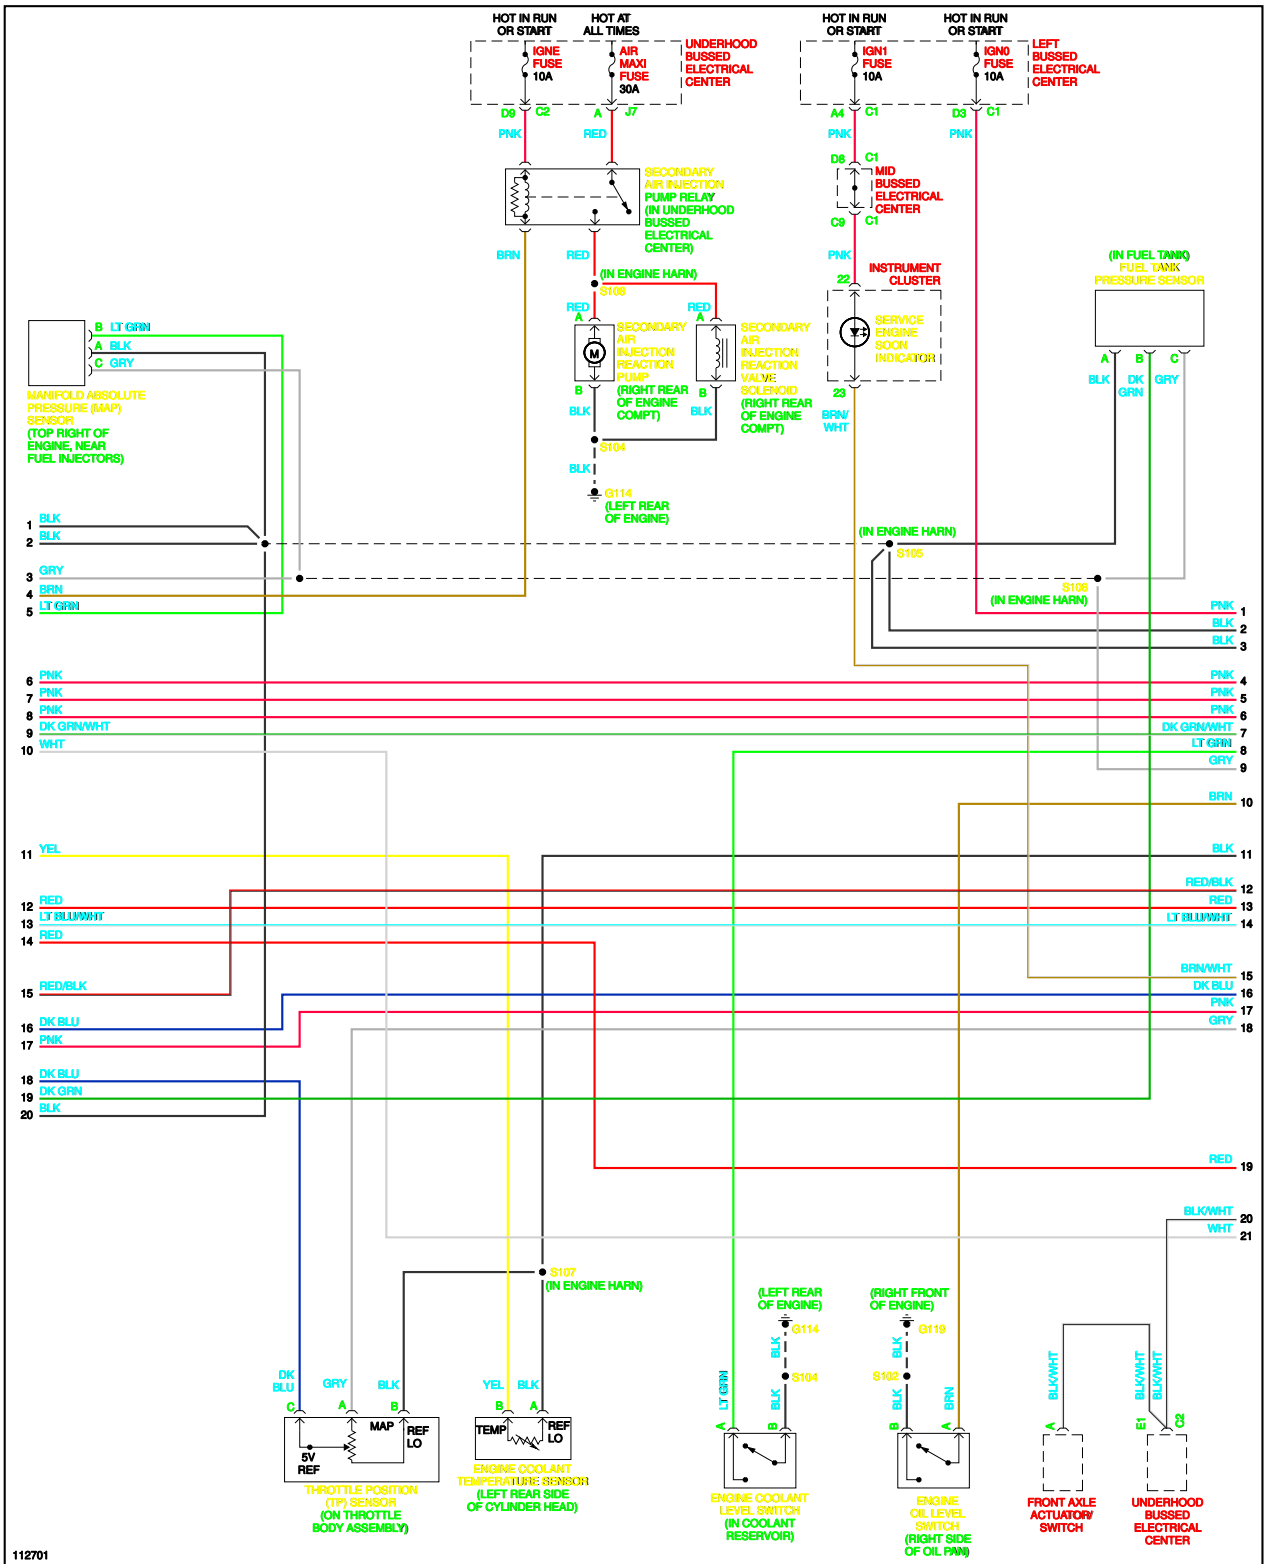 HOT IN RUN
OR START
HOT AT
ALL TIMES
HOT IN RUN
OR START
HOT IN RUN
OR START
IGNE
FUSE
10A
AIR
MAXI
FUSE
30A
UNDERHOOD
BUSSED
ELECTRICAL
CENTER
IGN1
FUSE
10A
IGN0
FUSE
10A
LEFT
BUSSED
ELECTRICAL
CENTER
D9 C2
A J7
A4 C1
D3 C1
PNK
RED
PNK
PNK
SECONDARY
AIR INJECTION
PUMP RELAY
(IN UNDERHOOD
BUSSED
ELECTRICAL
CENTER)
D8 C1
MID
BUSSED
ELECTRICAL
CENTER
C9 C1
BRN
RED
PNK
(IN ENGINE HARN)
S108
INSTRUMENT
CLUSTER
22
(IN FUEL TANK)
FUEL TANK
PRESSURE SENSOR
RED
A
RED
A
M
SECONDARY
AIR
INJECTION
REACTION
PUMP
(RIGHT REAR
OF ENGINE
COMPT)
SECONDARY
AIR
INJECTION
REACTION
VALVE
SOLENOID
(RIGHT REAR
OF ENGINE
COMPT)
SERVICE
ENGINE
SOON
INDICATOR
B LT GRN
A BLK
C GRY
MANIFOLD ABSOLUTE
PRESSURE (MAP)
SENSOR
(TOP RIGHT OF
ENGINE, NEAR
FUEL INJECTORS)
B
BLK
B
BLK
23
BRN/
WHT
A B C
BLK
DK
GRN
GRY
S104
BLK
G114
(LEFT REAR
OF ENGINE)
1 BLK
2 BLK
3 GRY
4 BRN
5 LT GRN
(IN ENGINE HARN)
S105
S106
(IN ENGINE HARN)
PNK 1
BLK 2
BLK 3
6 PNK
PNK 4
7 PNK
PNK 5
8 PNK
PNK 6
9 DK GRN/WHT
DK GRN/WHT 7
10 WHT
LT GRN 8
GRY 9
BRN 10
11 YEL
BLK 11
RED/BLK 12
12 RED
RED 13
13 LT BLU/WHT
LT BLU/WHT 14
14 RED
BRN/WHT 15
15 RED/BLK
DK BLU 16
PNK 17
16 DK BLU
GRY 18
17 PNK
18 DK BLU
19 DK GRN
20 BLK
RED 19
BLK/WHT 20
WHT 21
S107
(IN ENGINE HARN)
(LEFT REAR
OF ENGINE)
G114
(RIGHT FRONT
OF ENGINE)
G119
BLK
BLK
S104
S102
DK
BLU
GRY
BLK
YEL
BLK
LT GRN
BLK
BLK
BRN
BLK/WHT
BLK/WHT
BLK/WHT
C A B
B A
A B
B A
A
E1 C2
5V
REF
MAP
REF
LO
TEMP
REF
LO
THROTTLE POSITION
(TP) SENSOR
(ON THROTTLE
BODY ASSEMBLY)
ENGINE COOLANT
TEMPERATURE SENSOR
(LEFT REAR SIDE
OF CYLINDER HEAD)
ENGINE COOLANT
LEVEL SWITCH
(IN COOLANT
RESERVOIR)
ENGINE
OIL LEVEL
SWITCH
(RIGHT SIDE
OF OIL PAN)
FRONT AXLE
ACTUATOR/
SWITCH
UNDERHOOD
BUSSED
ELECTRICAL
CENTER
112701